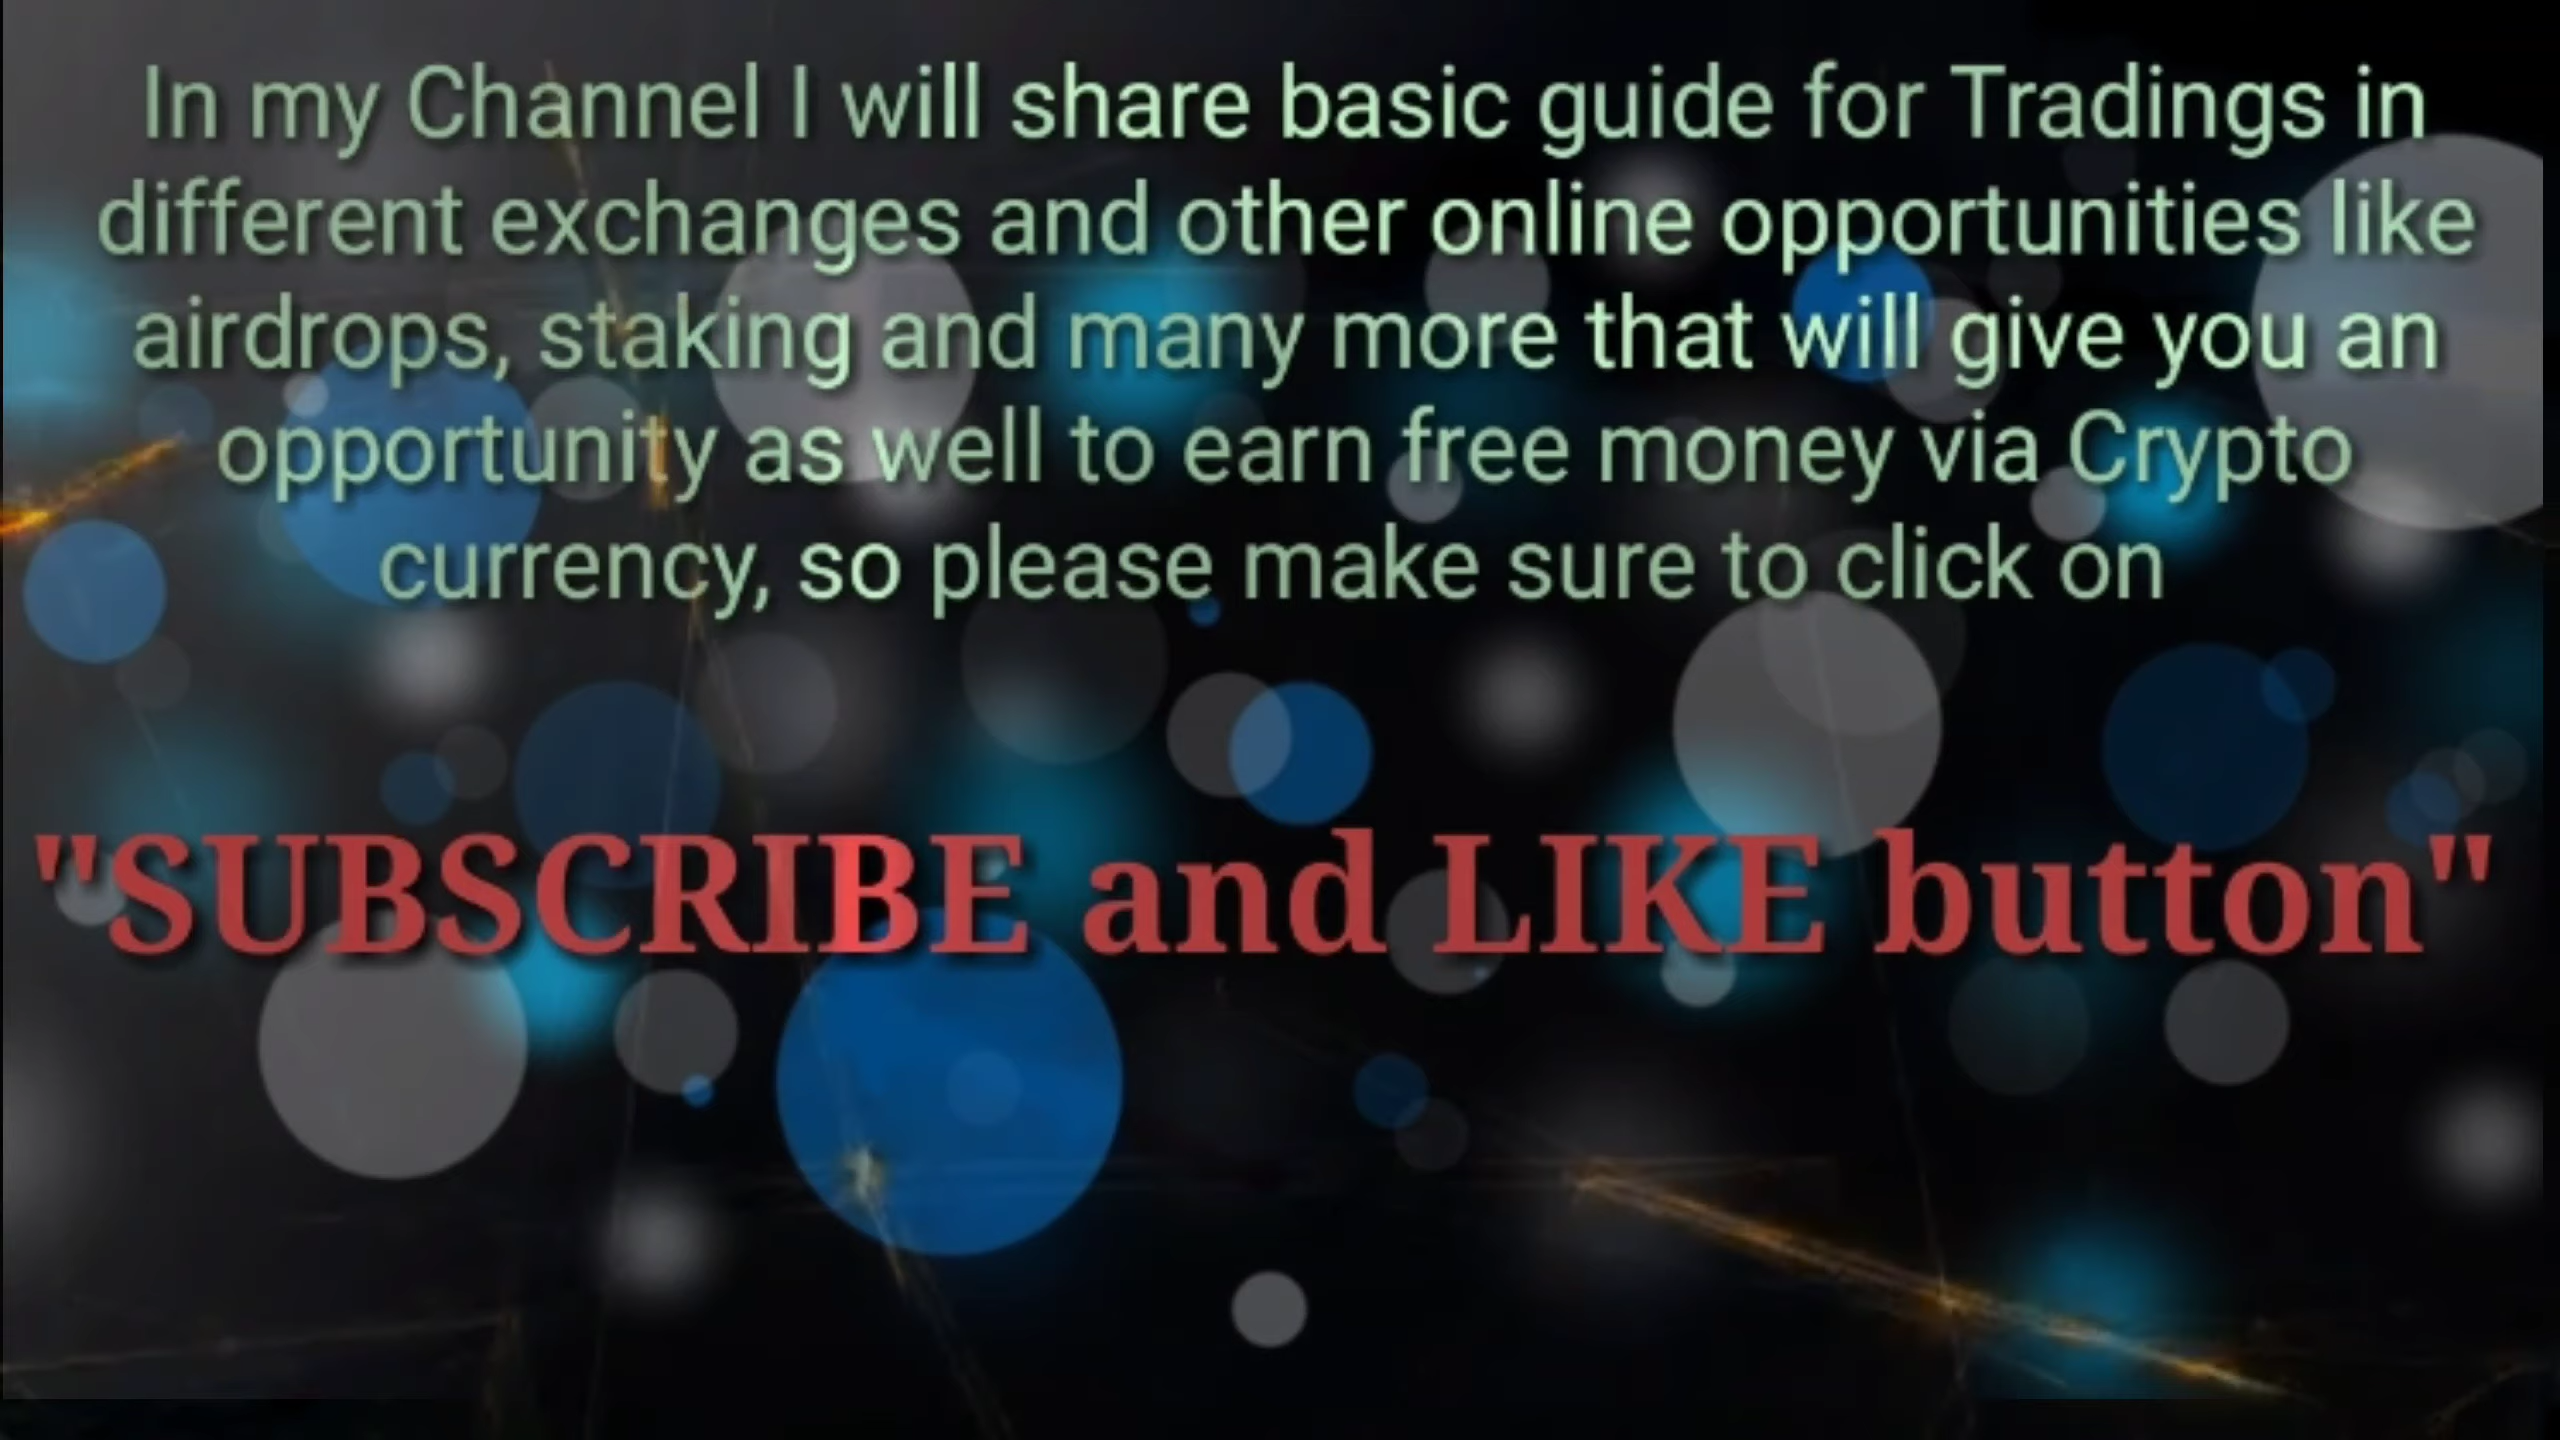 In my Channel I will share basic guide for Tradings in
different exchanges and other online opportunities like
airdrops, staking and many more that will give you an
opportunity as well to earn free money via Crypto
currency, so please make sure to click on
"SUBSCRIBE and LIKE button"